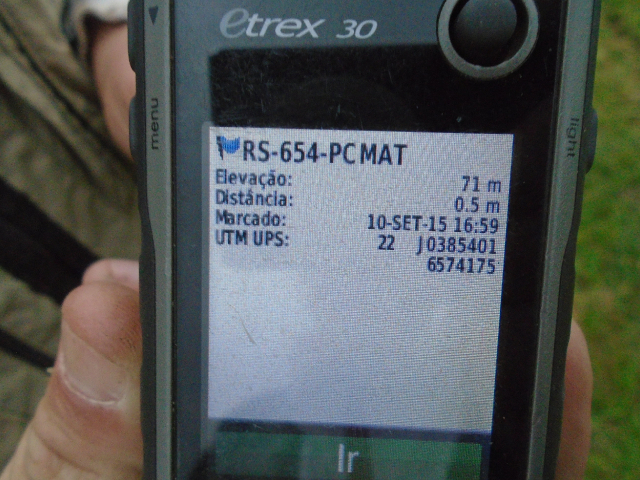 etrex 30
menu
light
RS-654-PCMAT
Elevação: 71 m
Distância: 0.5 m
Marcado: 10-SET-15 16:59
UTM UPS: 22 J0385401
6574175
Ir